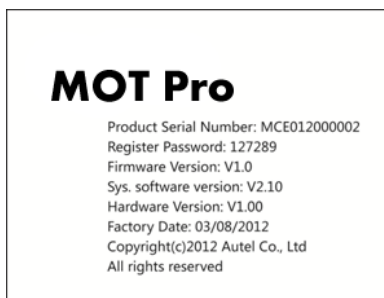 MOT Pro
Product Serial Number: MCE012000002
Register Password: 127289
Firmware Version: V1.0
Sys. software version: V2.10
Hardware Version: V1.00
Factory Date: 03/08/2012
Copyright(c)2012 Autel Co., Ltd
All rights reserved